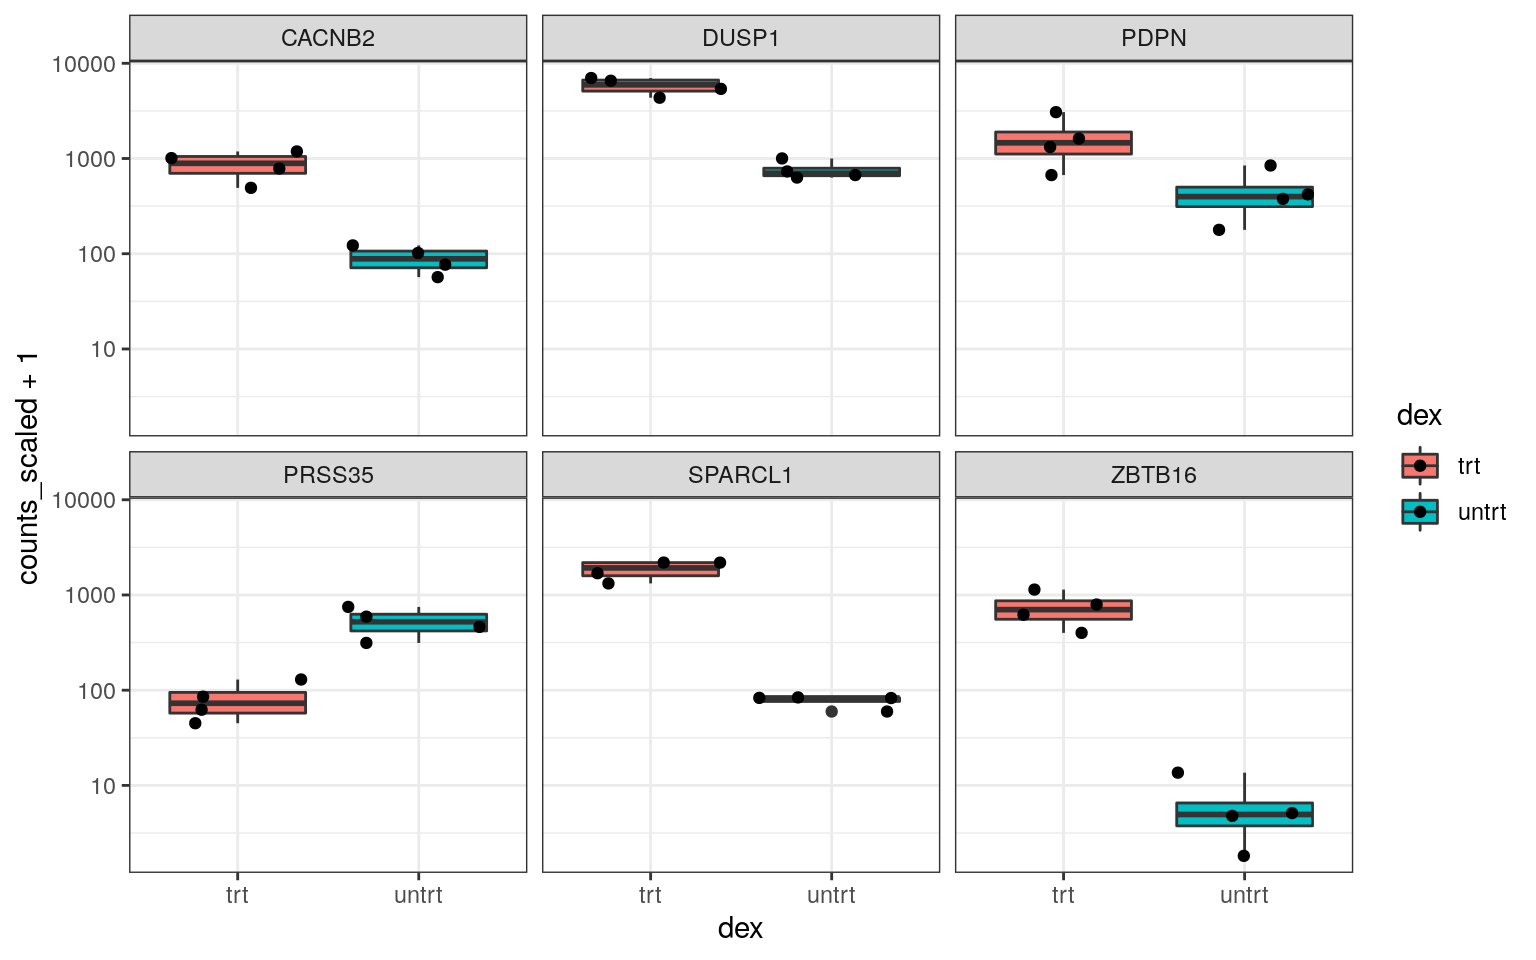 CACNB2 DUSP1 PDPN
10000
1000
100
10
PRSS35 SPARCL1 ZBTB16
10000
1000
100
10
counts_scaled + 1
trt untrt trt untrt trt untrt
dex
dex
trt
untrt